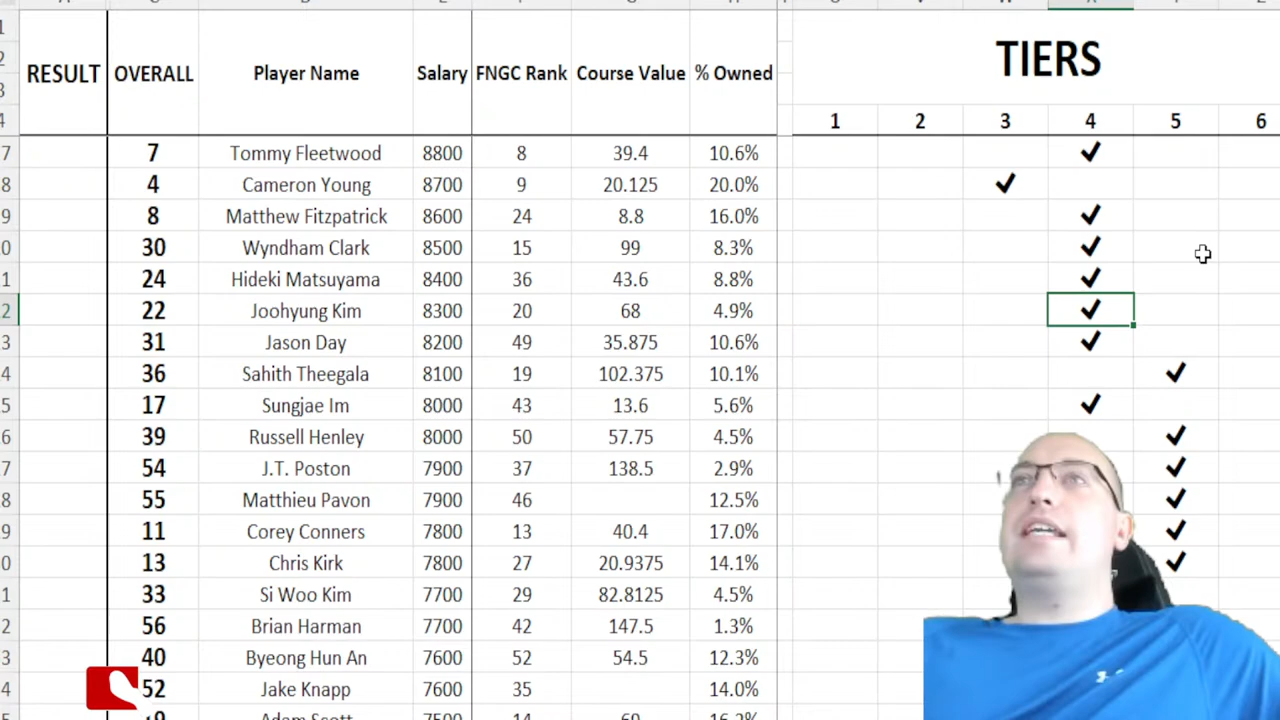 RESULT OVERALL Player Name Salary FNGC Rank Course Value % Owned TIERS
1 2 3 4 5 6
7 Tommy Fleetwood 8800 8 39.4 10.6% ✓
4 Cameron Young 8700 9 20.125 20.0% ✓
8 Matthew Fitzpatrick 8600 24 8.8 16.0% ✓
30 Wyndham Clark 8500 15 99 8.3% ✓
24 Hideki Matsuyama 8400 36 43.6 8.8% ✓
22 Joohyung Kim 8300 20 68 4.9% ✓
31 Jason Day 8200 49 35.875 10.6% ✓
36 Sahith Theegala 8100 19 102.375 10.1% ✓
17 Sungjae Im 8000 43 13.6 5.6% ✓
39 Russell Henley 8000 50 57.75 4.5% ✓
54 J.T. Poston 7900 37 138.5 2.9% ✓
55 Matthieu Pavon 7900 46 12.5% ✓
11 Corey Conners 7800 13 40.4 17.0% ✓
13 Chris Kirk 7800 27 20.9375 14.1% ✓
33 Si Woo Kim 7700 29 82.8125 4.5%
56 Brian Harman 7700 42 147.5 1.3%
40 Byeong Hun An 7600 52 54.5 12.3%
52 Jake Knapp 7600 35 14.0%
Adam Scott 7500 14 16.2%